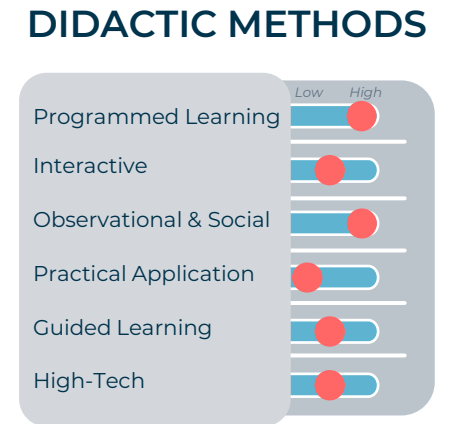 DIDACTIC METHODS
Low High
Programmed Learning
Interactive
Observational & Social
Practical Application
Guided Learning
High-Tech